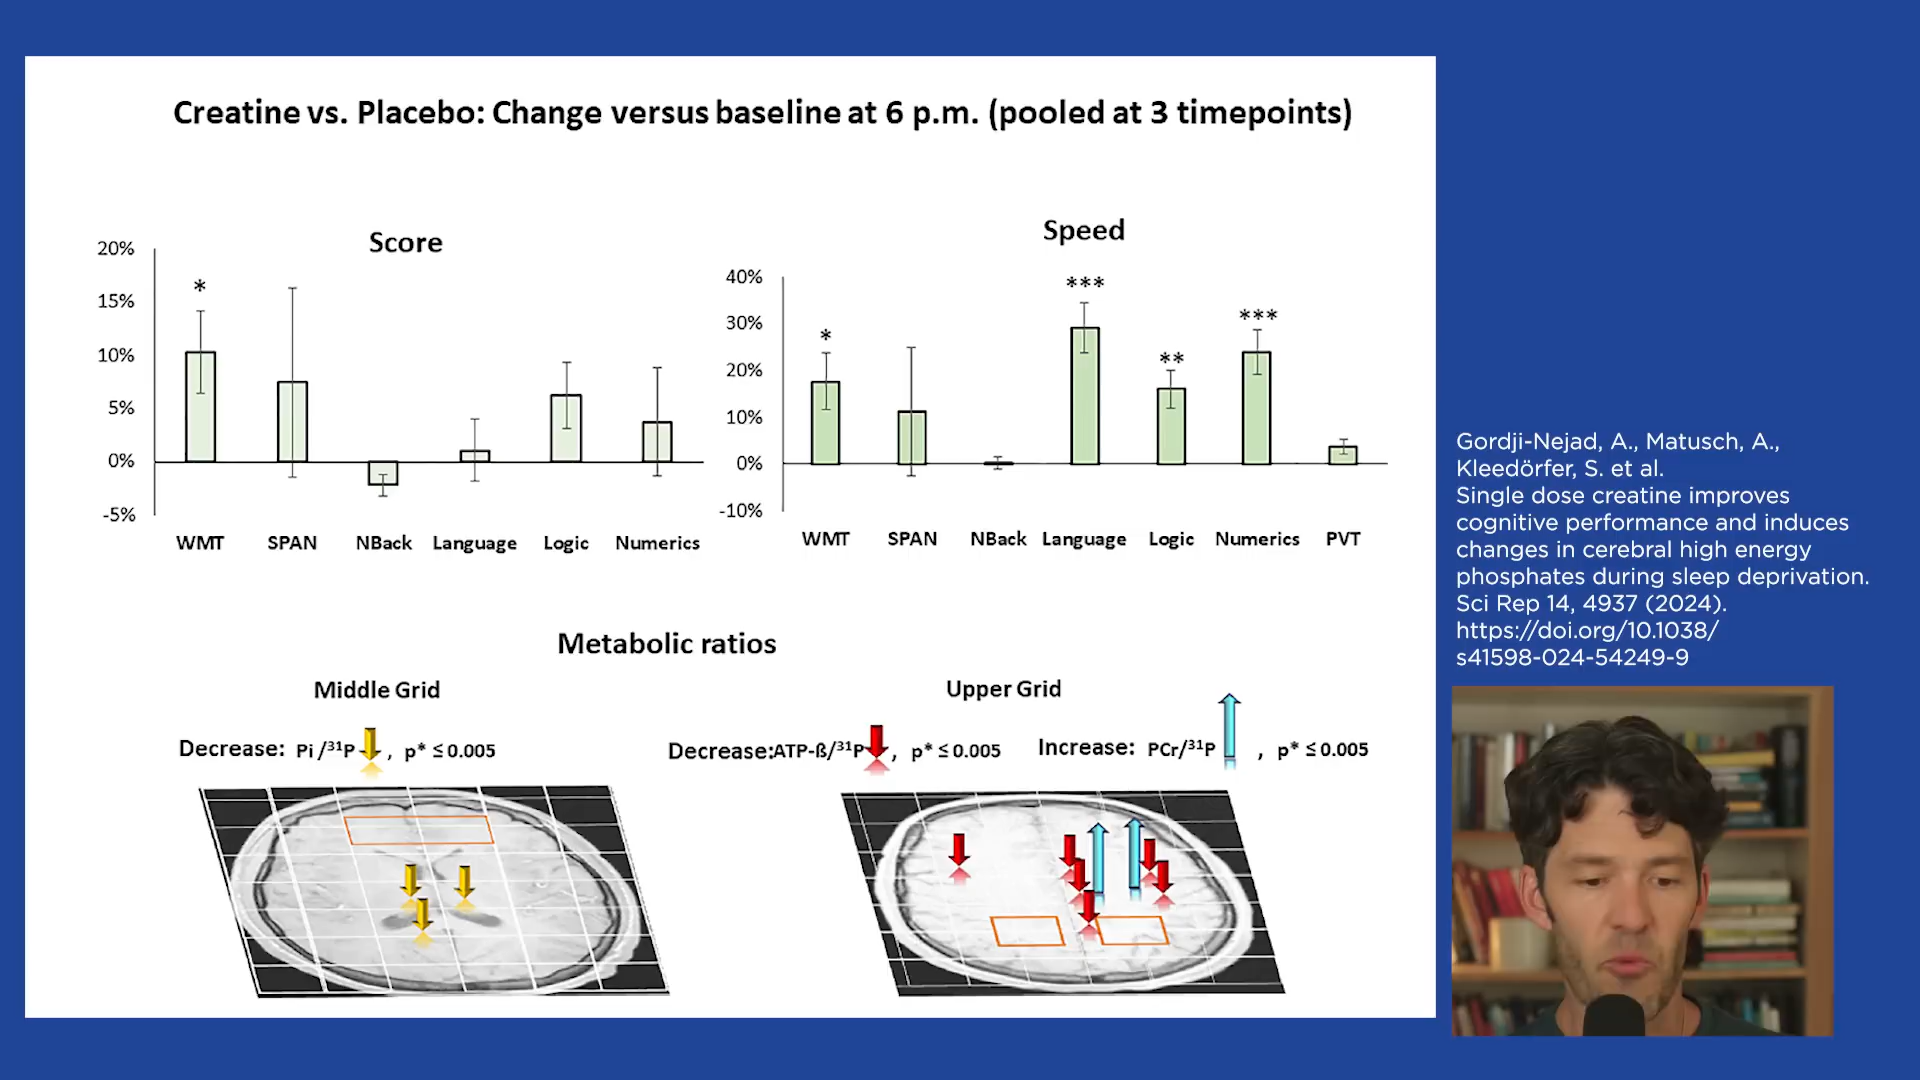 Creatine vs. Placebo: Change versus baseline at 6 p.m. (pooled at 3 timepoints)
Score
20%
15%
10%
5%
0%
-5%
*
WMT SPAN NBack Language Logic Numerics
Speed
40%
30%
20%
10%
0%
-10%
* *** ** ***
WMT SPAN NBack Language Logic Numerics PVT
Metabolic ratios
Middle Grid
Decrease: Pi /³¹P , p* ≤ 0.005
Upper Grid
Decrease:ATP-ß/³¹P , p* ≤ 0.005 Increase: PCr/³¹P , p* ≤ 0.005
Gordji-Nejad, A., Matusch, A.,
Kleedörfer, S. et al.
Single dose creatine improves
cognitive performance and induces
changes in cerebral high energy
phosphates during sleep deprivation.
Sci Rep 14, 4937 (2024).
https://doi.org/10.1038/
s41598-024-54249-9